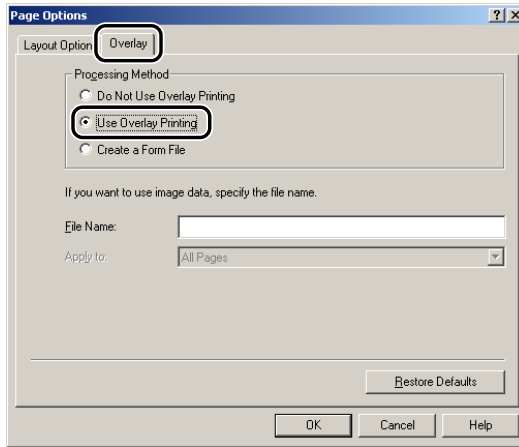 Page Options
Layout Option Overlay
Processing Method
Do Not Use Overlay Printing
Use Overlay Printing
Create a Form File
If you want to use image data, specify the file name.
File Name:
Apply to: All Pages
Restore Defaults
OK Cancel Help